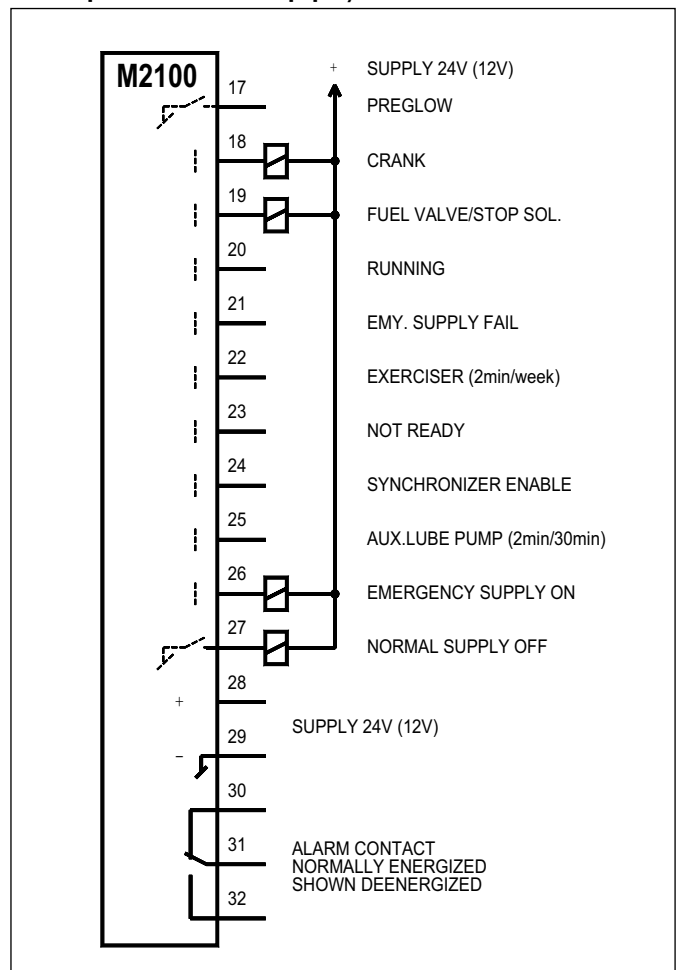 M2100
+ SUPPLY 24V (12V)
17 PREGLOW
18 CRANK
19 FUEL VALVE/STOP SOL.
20 RUNNING
21 EMY. SUPPLY FAIL
22 EXERCISER (2min/week)
23 NOT READY
24 SYNCHRONIZER ENABLE
25 AUX.LUBE PUMP (2min/30min)
26 EMERGENCY SUPPLY ON
27 NORMAL SUPPLY OFF
28
+
SUPPLY 24V (12V)
29
−
30
31 ALARM CONTACT
NORMALLY ENERGIZED
SHOWN DEENERGIZED
32